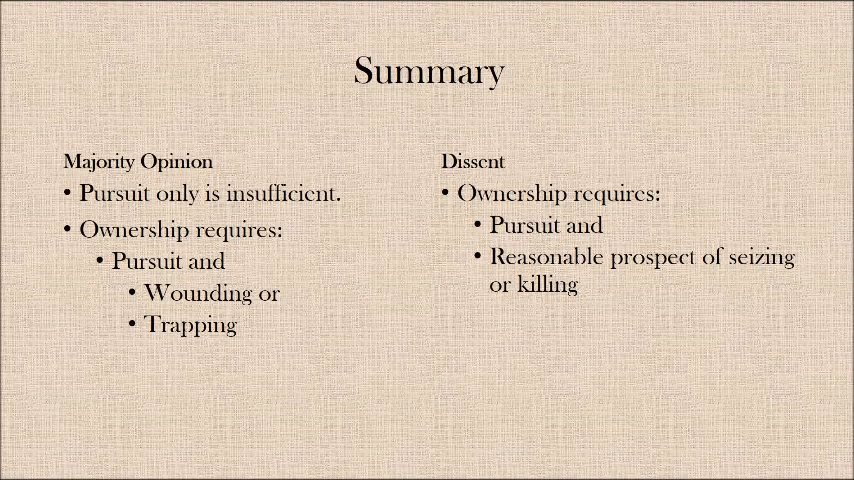 Summary
Majority Opinion
• Pursuit only is insufficient.
• Ownership requires:
• Pursuit and
• Wounding or
• Trapping
Dissent
• Ownership requires:
• Pursuit and
• Reasonable prospect of seizing
or killing